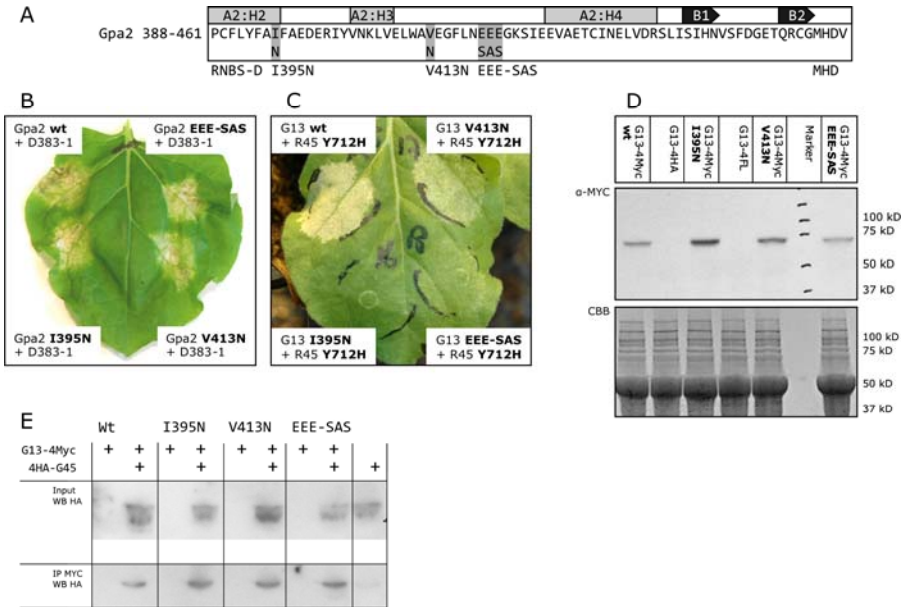 A
A2:H2 A2:H3 A2:H4 B1 B2
Gpa2 388-461 PCFLYFAIFAEDERIYVNKLVELWAVEGFLNEEEGKSIEEVAETCINELVDRSLISIHNVSFDGETQRCGMHDV
N N SAS
RNBS-D I395N V413N EEE-SAS MHD
B
Gpa2 wt
+ D383-1
Gpa2 EEE-SAS
+ D383-1
Gpa2 I395N
+ D383-1
Gpa2 V413N
+ D383-1
C
G13 wt
+ R45 Y712H
G13 V413N
+ R45 Y712H
G13 I395N
+ R45 Y712H
G13 EEE-SAS
+ R45 Y712H
D
G13-4Myc
wt
G13-4HA
G13-4Myc
I395N
G13-4FL
G13-4Myc
V413N
Marker
G13-4Myc
EEE-SAS
α-MYC
100 kD
75 kD
50 kD
37 kD
CBB
100 kD
75 kD
50 kD
37 kD
E
Wt I395N V413N EEE-SAS
G13-4Myc + + + + + + + +
4HA-G45 + + + + +
Input
WB HA
IP MYC
WB HA